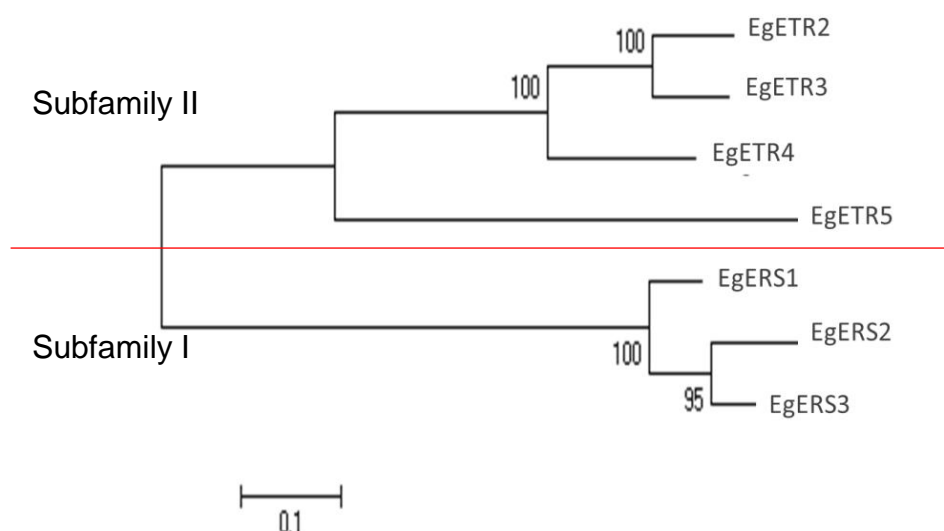 EgETR2
100
EgETR3
100
Subfamily II
EgETR4
EgETR5
EgERS1
EgERS2
Subfamily I
100
95
EgERS3
0.1